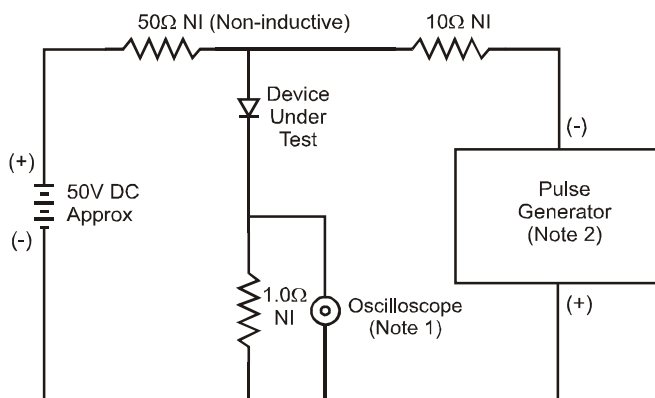 50Ω NI (Non-inductive)
10Ω NI
Device
Under
Test
(+)
50V DC
Approx
(-)
(-)
Pulse
Generator
(Note 2)
(+)
1.0Ω
NI
Oscilloscope
(Note 1)